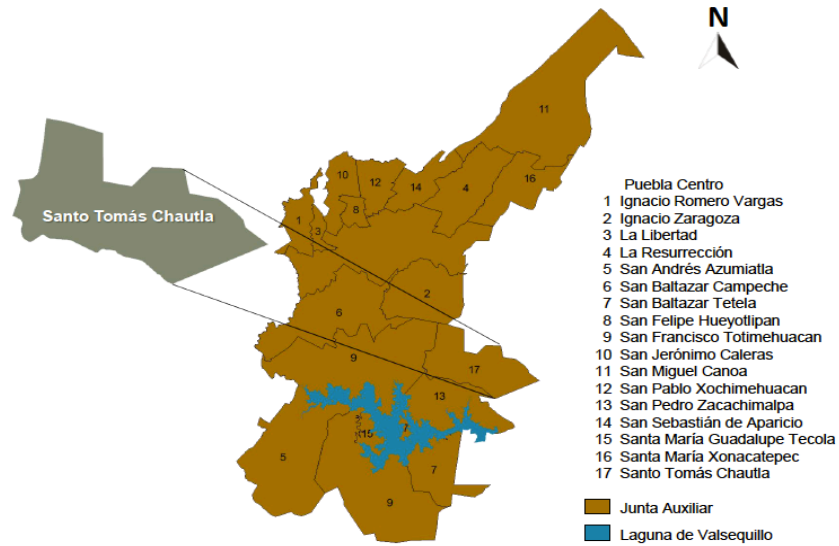 N
11
10
12
14
4
16
8
1
3
Santo Tomás Chautla
2
6
9
17
13
15
7
5
7
9
Puebla Centro
1 Ignacio Romero Vargas
2 Ignacio Zaragoza
3 La Libertad
4 La Resurrección
5 San Andrés Azumiatla
6 San Baltazar Campeche
7 San Baltazar Tetela
8 San Felipe Hueyotlipan
9 San Francisco Totimehuacan
10 San Jerónimo Caleras
11 San Miguel Canoa
12 San Pablo Xochimehuacan
13 San Pedro Zacachimalpa
14 San Sebastián de Aparicio
15 Santa María Guadalupe Tecola
16 Santa María Xonacatepec
17 Santo Tomás Chautla
Junta Auxiliar
Laguna de Valsequillo